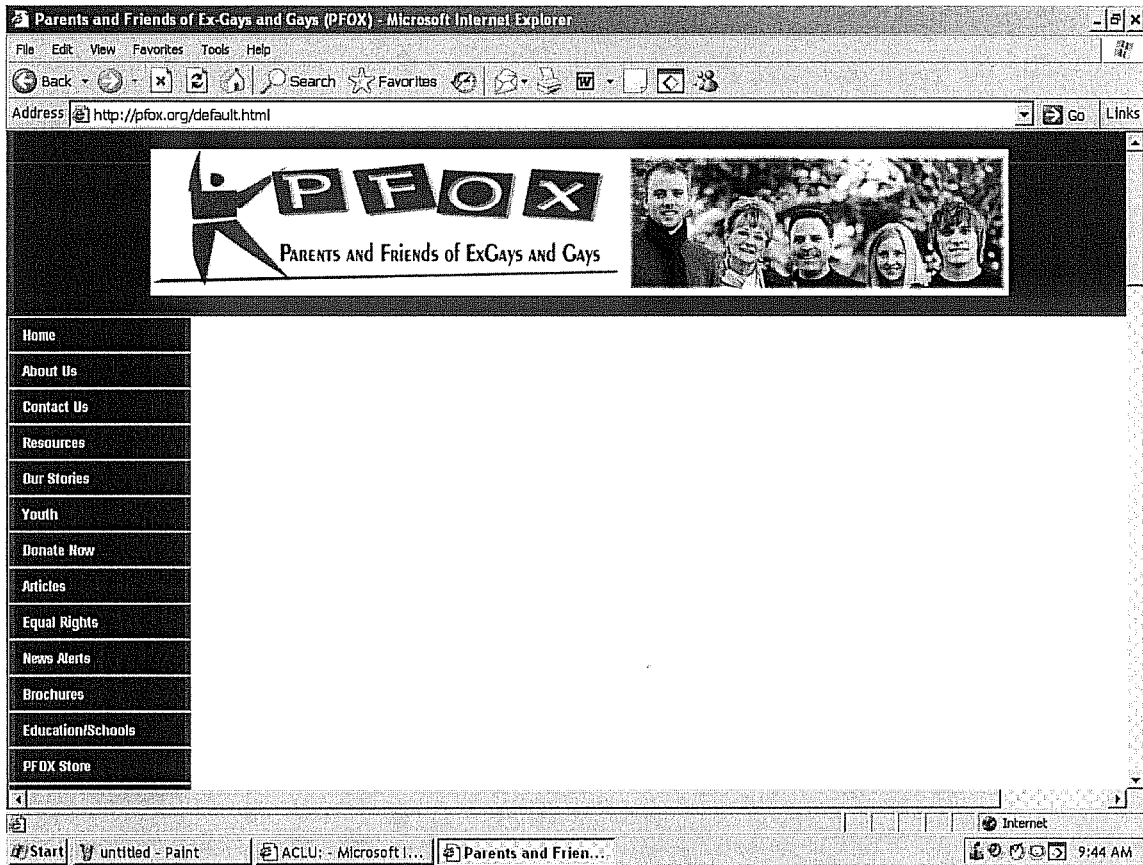 Parents and Friends of Ex-Gays and Gays (PFOX) - Microsoft Internet Explorer
File Edit View Favorites Tools Help
Back Search Favorites
Address http://pfox.org/default.html Go Links
PFOX
PARENTS AND FRIENDS OF EXGAYS AND GAYS
Home
About Us
Contact Us
Resources
Our Stories
Youth
Donate Now
Articles
Equal Rights
News Alerts
Brochures
Education/Schools
PFOX Store
Internet
Start untitled - Paint ACLU: - Microsoft I... Parents and Frien... 9:44 AM